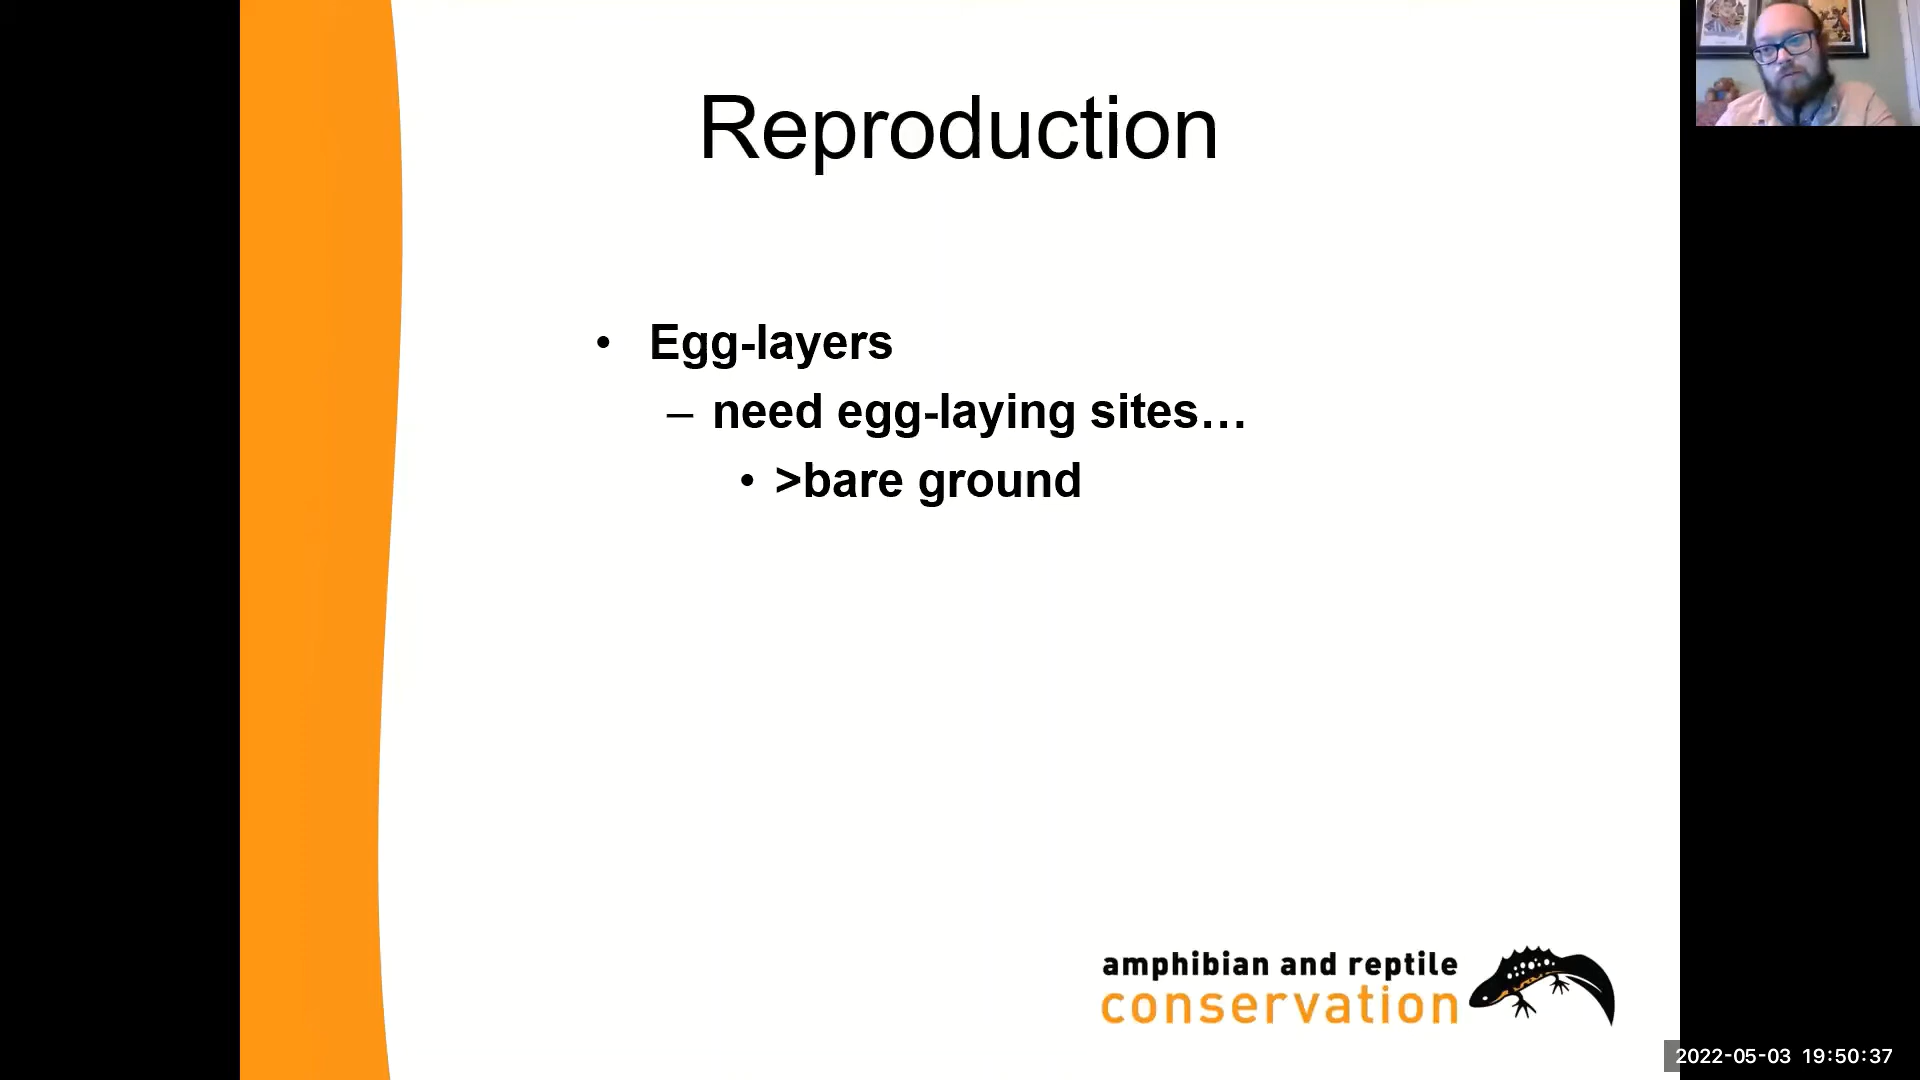 Reproduction
• Egg-layers
– need egg-laying sites…
• >bare ground
amphibian and reptile
conservation
2022-05-03 19:50:37